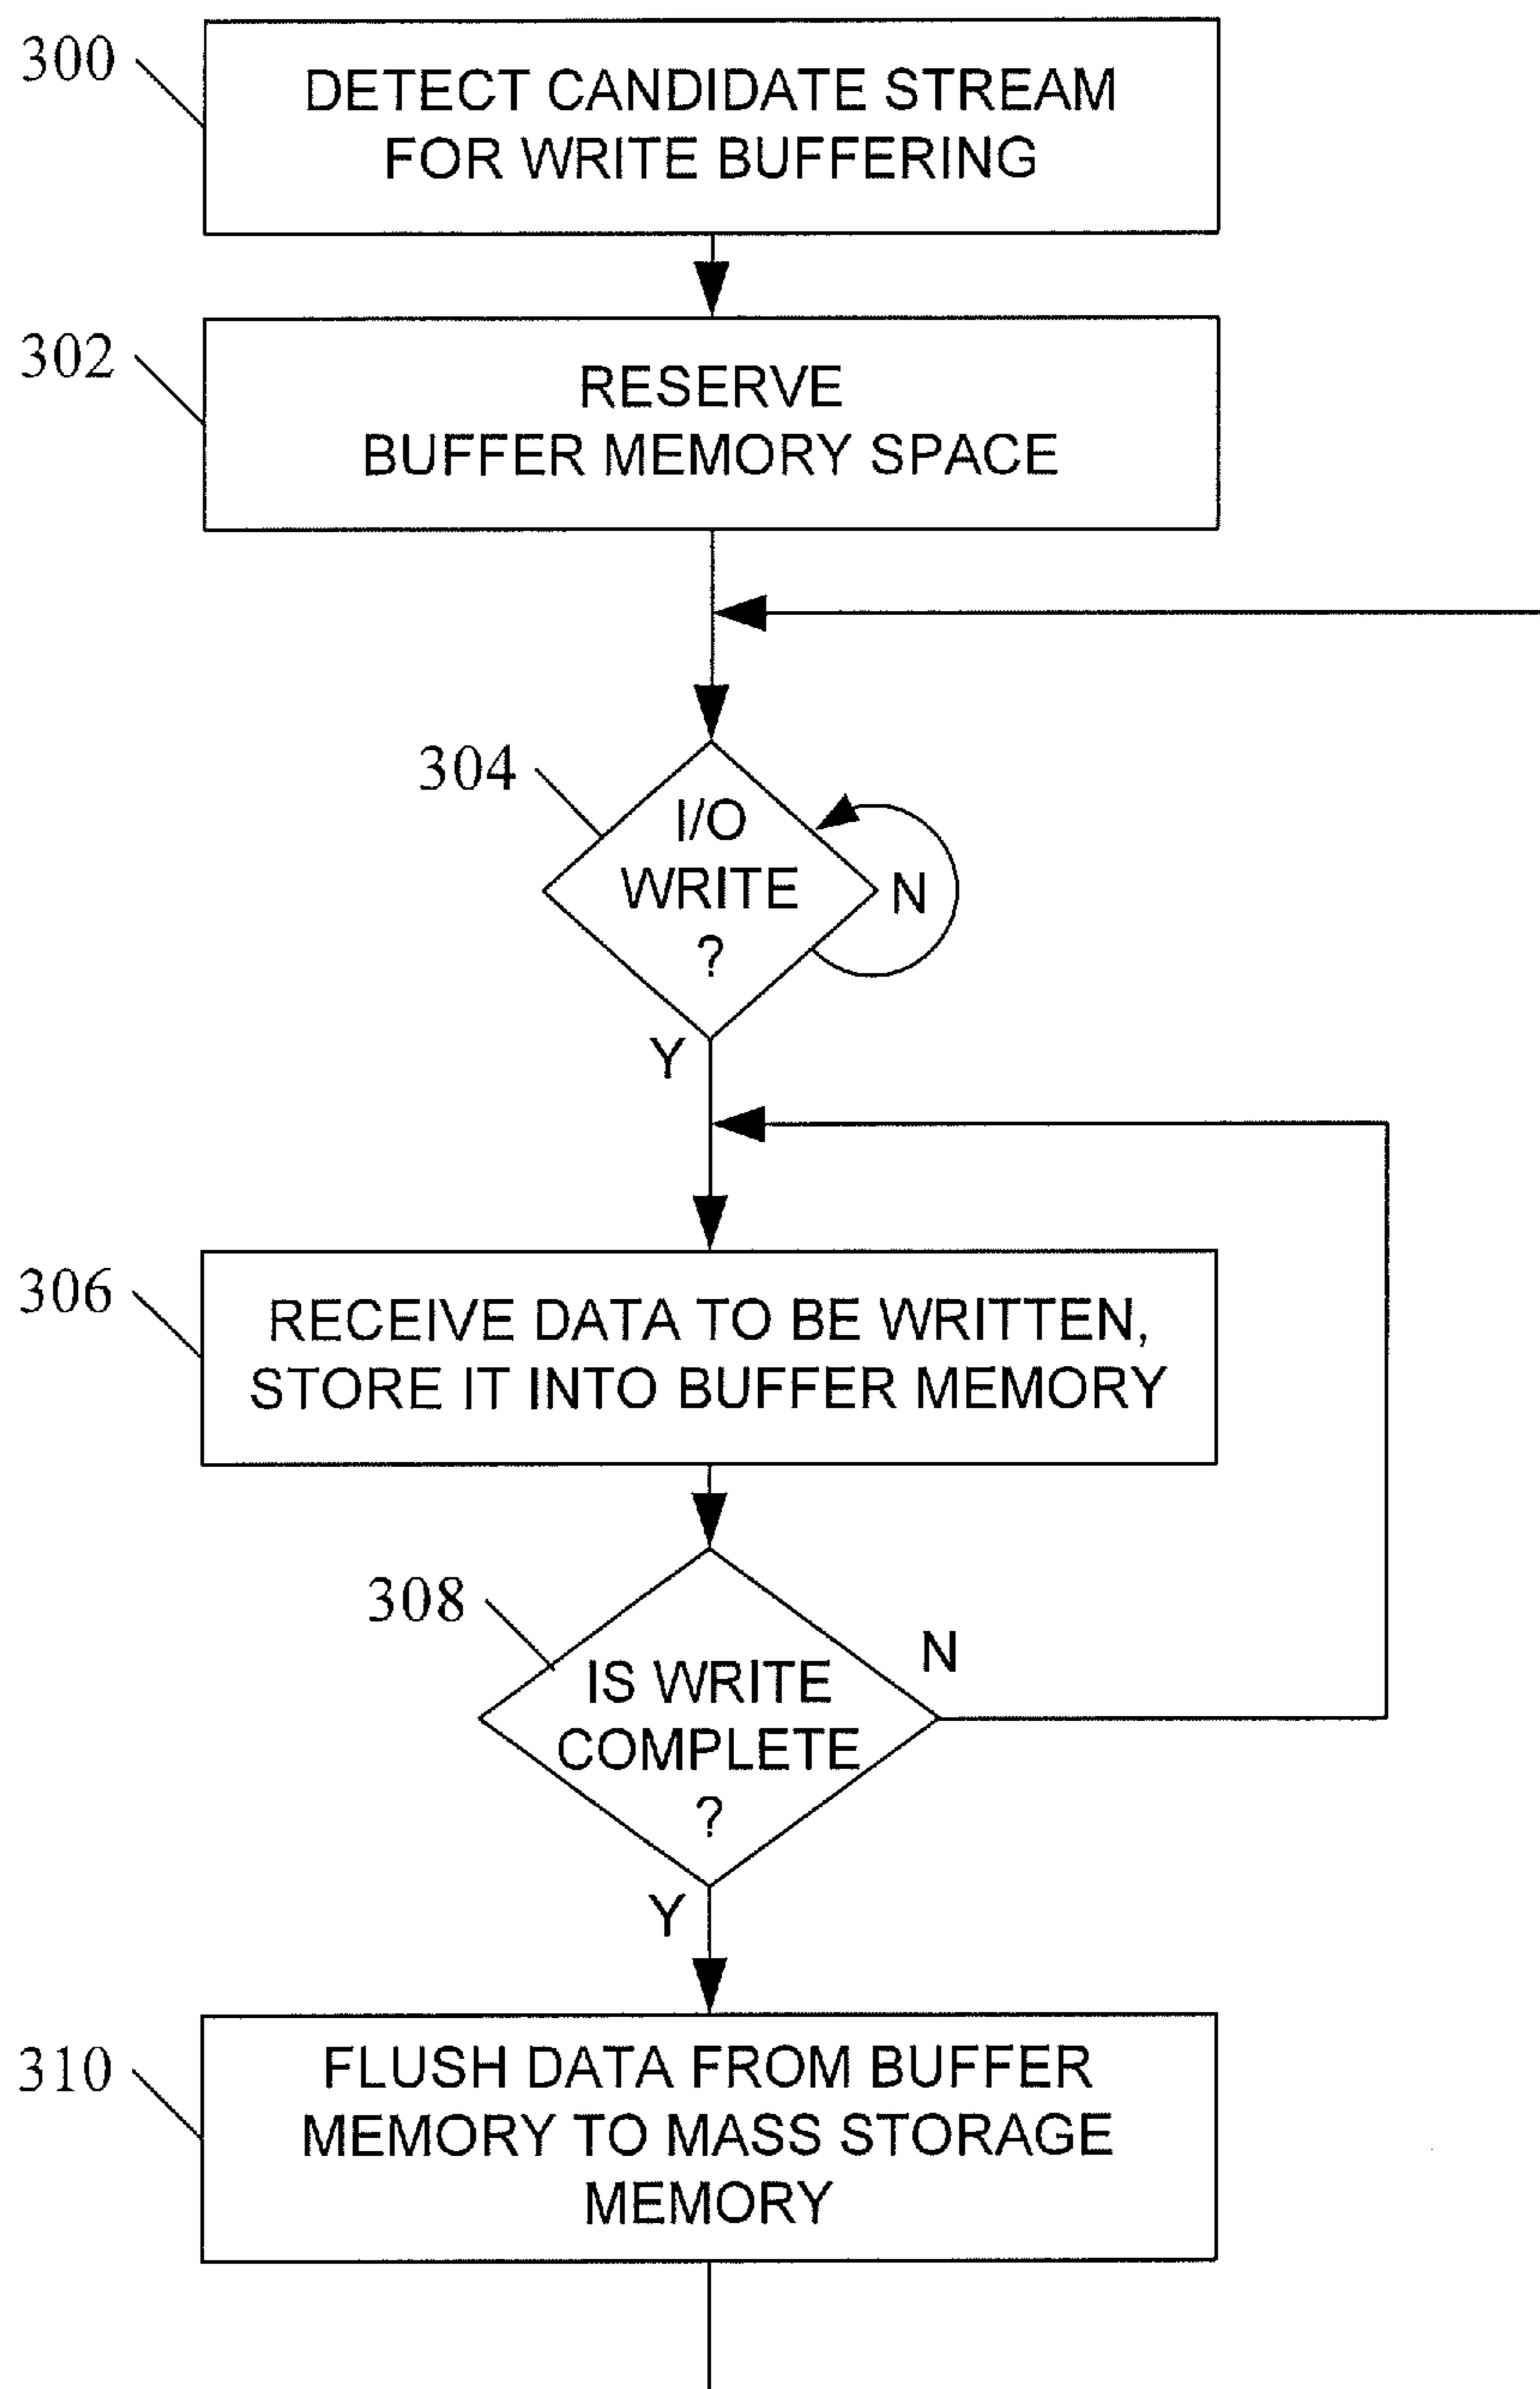 300
DETECT CANDIDATE STREAM
FOR WRITE BUFFERING
302
RESERVE
BUFFER MEMORY SPACE
304
I/O
WRITE
?
N
Y
306
RECEIVE DATA TO BE WRITTEN,
STORE IT INTO BUFFER MEMORY
308
IS WRITE
COMPLETE
?
N
Y
310
FLUSH DATA FROM BUFFER
MEMORY TO MASS STORAGE
MEMORY